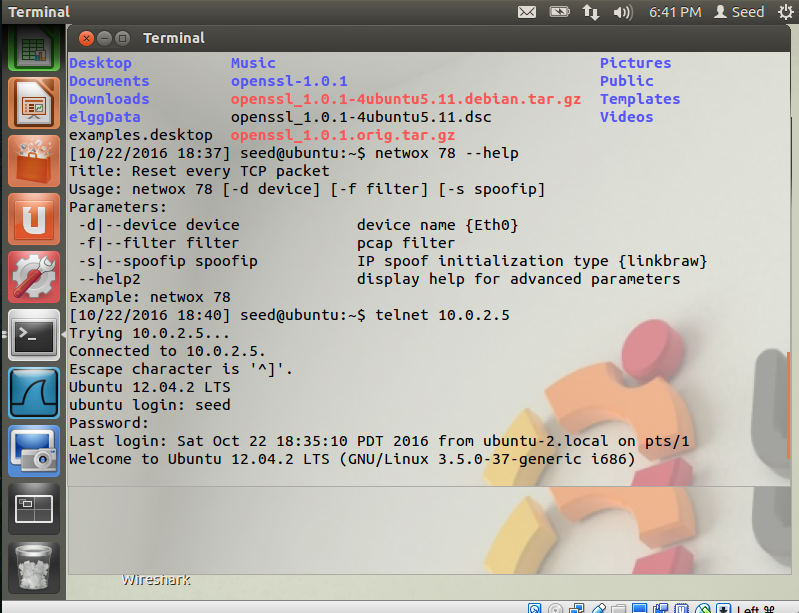 Terminal 6:41 PM Seed
Terminal
Desktop Music Pictures
Documents openssl-1.0.1 Public
Downloads openssl_1.0.1-4ubuntu5.11.debian.tar.gz Templates
elggData openssl_1.0.1-4ubuntu5.11.dsc Videos
examples.desktop openssl_1.0.1.orig.tar.gz
[10/22/2016 18:37] seed@ubuntu:~$ netwox 78 --help
Title: Reset every TCP packet
Usage: netwox 78 [-d device] [-f filter] [-s spoofip]
Parameters:
-d|--device device device name {Eth0}
-f|--filter filter pcap filter
-s|--spoofip spoofip IP spoof initialization type {linkbraw}
--help2 display help for advanced parameters
Example: netwox 78
[10/22/2016 18:40] seed@ubuntu:~$ telnet 10.0.2.5
Trying 10.0.2.5...
Connected to 10.0.2.5.
Escape character is '^]'.
Ubuntu 12.04.2 LTS
ubuntu login: seed
Password:
Last login: Sat Oct 22 18:35:10 PDT 2016 from ubuntu-2.local on pts/1
Welcome to Ubuntu 12.04.2 LTS (GNU/Linux 3.5.0-37-generic i686)
Wireshark
Left ⌘